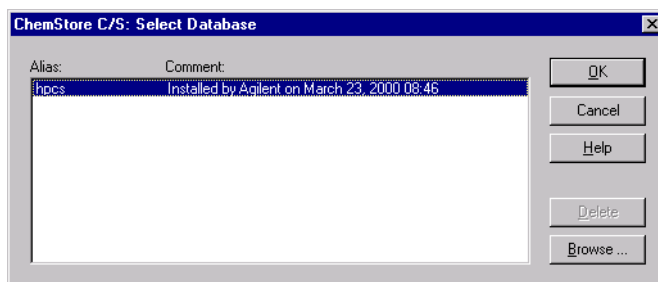 ChemStore C/S: Select Database
Alias: Comment:
hpcs Installed by Agilent on March 23, 2000 08:46
OK
Cancel
Help
Delete
Browse ...